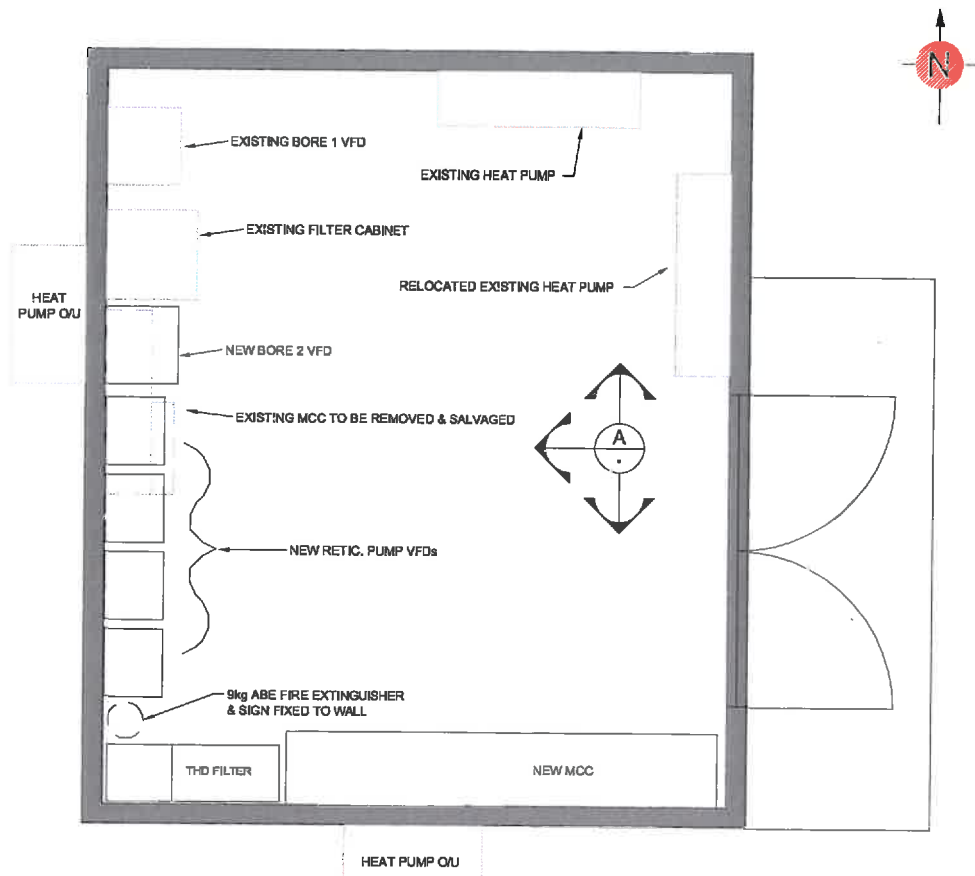 N
EXISTING BORE 1 VFD
EXISTING HEAT PUMP
EXISTING FILTER CABINET
HEAT
PUMP O/U
RELOCATED EXISTING HEAT PUMP
NEW BORE 2 VFD
EXISTING MCC TO BE REMOVED & SALVAGED
A
NEW RETIC. PUMP VFDs
9kg ABE FIRE EXTINGUISHER
& SIGN FIXED TO WALL
THD FILTER
NEW MCC
HEAT PUMP O/U